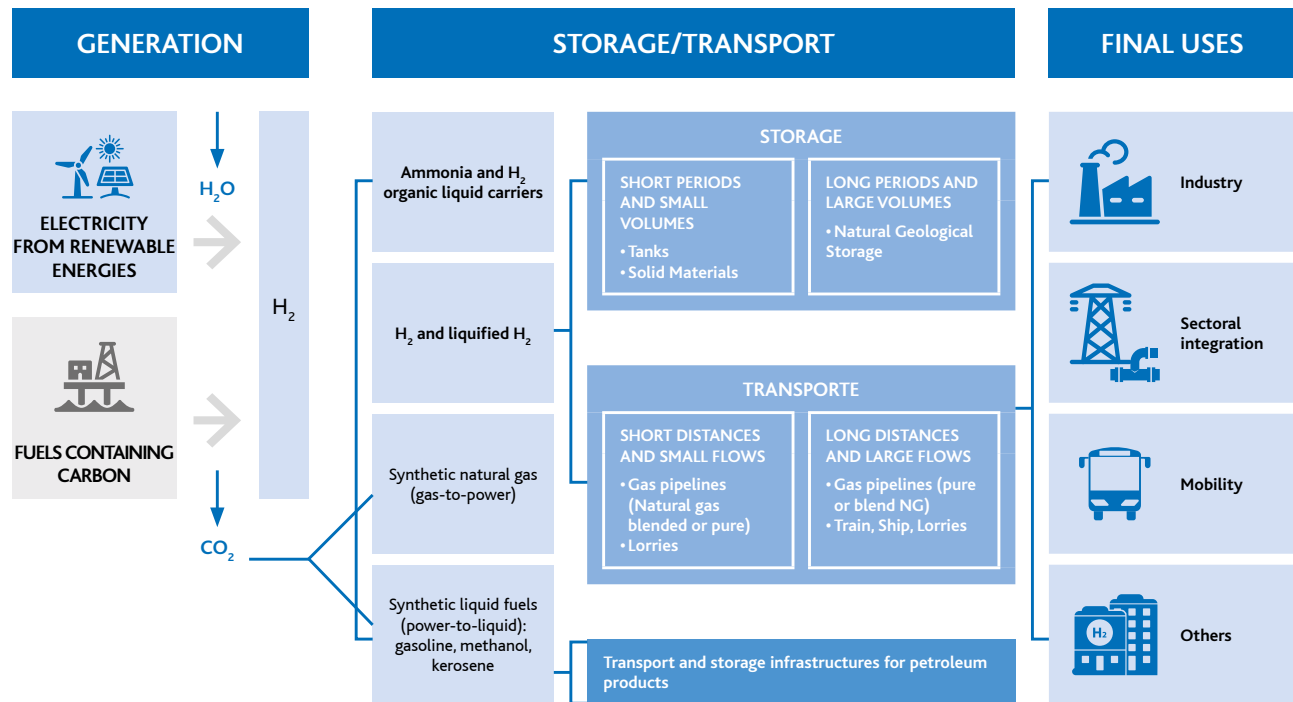 GENERATION
STORAGE/TRANSPORT
FINAL USES
ELECTRICITY
FROM RENEWABLE
ENERGIES
H₂O
FUELS CONTAINING
CARBON
CO₂
H₂
Ammonia and H₂
organic liquid carriers
H₂ and liquified H₂
Synthetic natural gas
(gas-to-power)
Synthetic liquid fuels
(power-to-liquid):
gasoline, methanol,
kerosene
STORAGE
SHORT PERIODS
AND SMALL
VOLUMES
• Tanks
• Solid Materials
LONG PERIODS AND
LARGE VOLUMES
• Natural Geological
Storage
TRANSPORTE
SHORT DISTANCES
AND SMALL FLOWS
• Gas pipelines
(Natural gas
blended or pure)
• Lorries
LONG DISTANCES
AND LARGE FLOWS
• Gas pipelines (pure
or blend NG)
• Train, Ship, Lorries
Transport and storage infrastructures for petroleum
products
Industry
Sectoral
integration
Mobility
H₂
Others